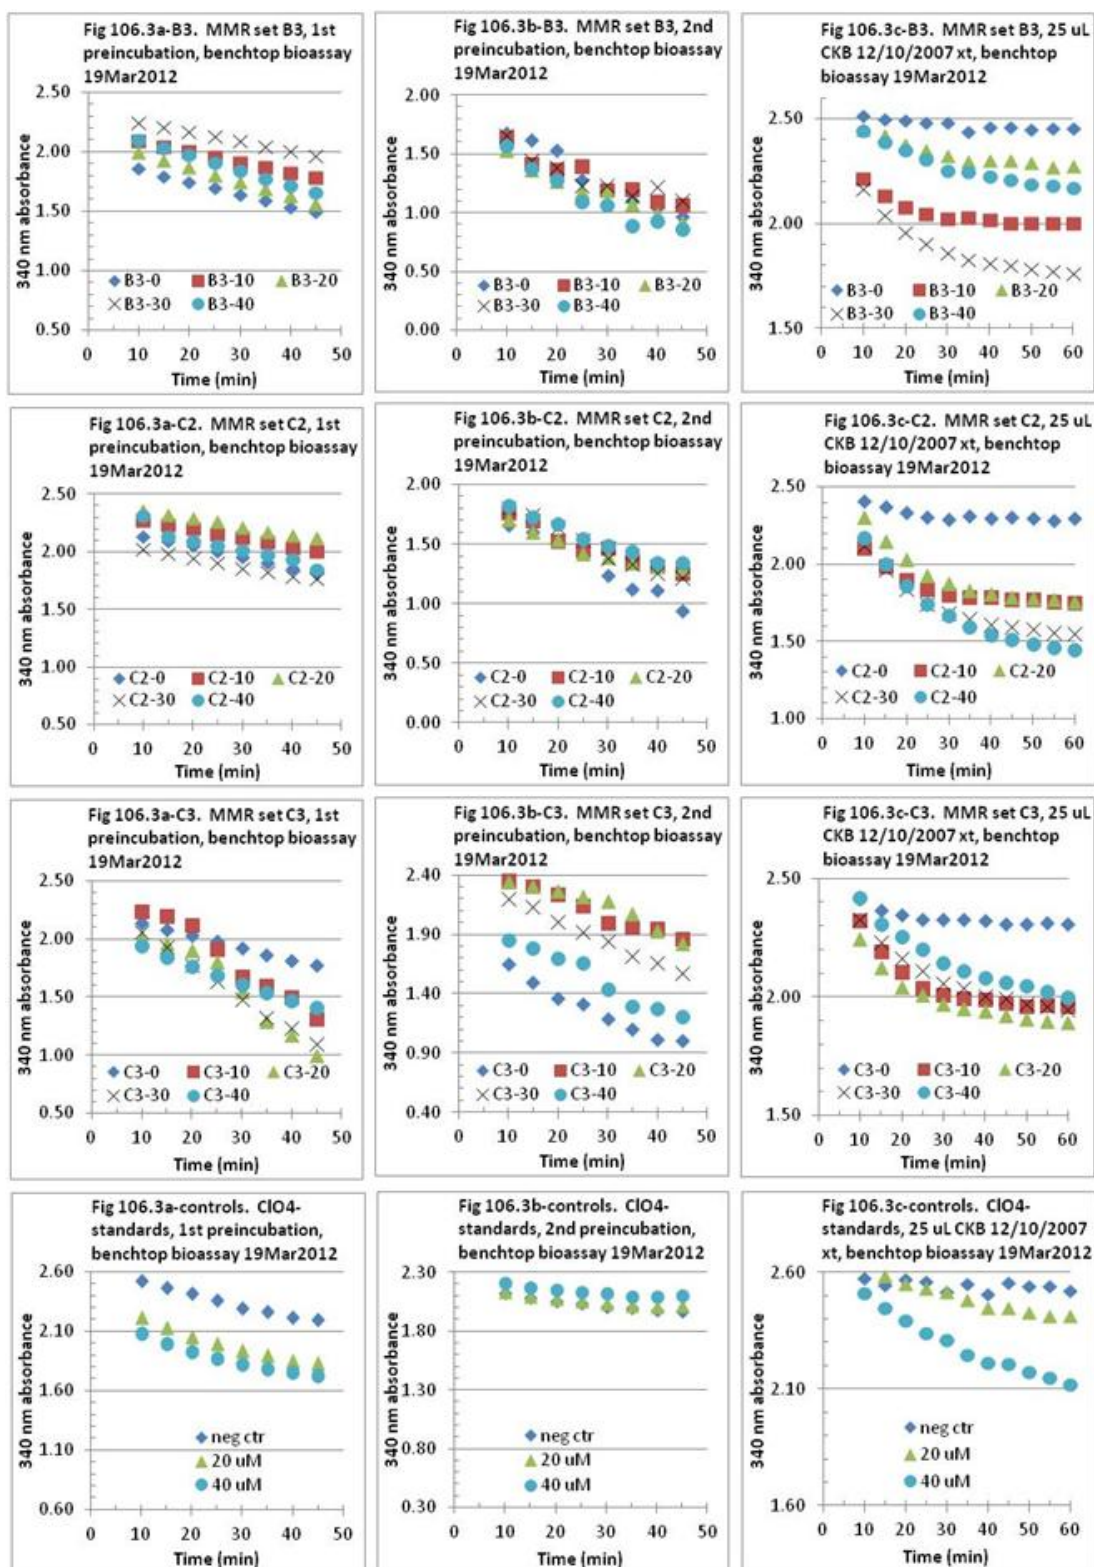 Fig 106.3a-B3. MMR set B3, 1st
preincubation, benchtop bioassay
19Mar2012
340 nm absorbance
2.50
2.00
1.50
1.00
0.50
B3-0 B3-10 B3-20
B3-30 B3-40
0 10 20 30 40 50
Time (min)
Fig 106.3b-B3. MMR set B3, 2nd
preincubation, benchtop bioassay
19Mar2012
340 nm absorbance
2.00
1.50
1.00
0.50
0.00
B3-0 B3-10 B3-20
B3-30 B3-40
0 10 20 30 40 50
Time (min)
Fig 106.3c-B3. MMR set B3, 25 uL
CKB 12/10/2007 xt, benchtop
bioassay 19Mar2012
340 nm absorbance
2.50
2.00
1.50
B3-0 B3-10 B3-20
B3-30 B3-40
0 10 20 30 40 50 60
Time (min)
Fig 106.3a-C2. MMR set C2, 1st
preincubation, benchtop bioassay
19Mar2012
340 nm absorbance
2.50
2.00
1.50
1.00
0.50
C2-0 C2-10 C2-20
C2-30 C2-40
0 10 20 30 40 50
Time (min)
Fig 106.3b-C2. MMR set C2, 2nd
preincubation, benchtop bioassay
19Mar2012
340 nm absorbance
2.00
1.50
1.00
0.50
0.00
C2-0 C2-10 C2-20
C2-30 C2-40
0 10 20 30 40 50
Time (min)
Fig 106.3c-C2. MMR set C2, 25 uL
CKB 12/10/2007 xt, benchtop
bioassay 19Mar2012
340 nm absorbance
2.50
2.00
1.50
1.00
C2-0 C2-10 C2-20
C2-30 C2-40
0 10 20 30 40 50 60
Time (min)
Fig 106.3a-C3. MMR set C3, 1st
preincubation, benchtop bioassay
19Mar2012
340 nm absorbance
2.50
2.00
1.50
1.00
0.50
C3-0 C3-10 C3-20
C3-30 C3-40
0 10 20 30 40 50
Time (min)
Fig 106.3b-C3. MMR set C3, 2nd
preincubation, benchtop bioassay
19Mar2012
340 nm absorbance
2.40
1.90
1.40
0.90
0.40
C3-0 C3-10 C3-20
C3-30 C3-40
0 10 20 30 40 50
Time (min)
Fig 106.3c-C3. MMR set C3, 25 uL
CKB 12/10/2007 xt, benchtop
bioassay 19Mar2012
340 nm absorbance
2.50
2.00
1.50
C3-0 C3-10 C3-20
C3-30 C3-40
0 10 20 30 40 50 60
Time (min)
Fig 106.3a-controls. ClO4-
standards, 1st preincubation,
benchtop bioassay 19Mar2012
340 nm absorbance
2.60
2.10
1.60
1.10
0.60
neg ctr
20 uM
40 uM
0 10 20 30 40 50
Time (min)
Fig 106.3b-controls. ClO4-
standards, 2nd preincubation,
benchtop bioassay 19Mar2012
340 nm absorbance
2.30
1.80
1.30
0.80
0.30
neg ctr
20 uM
40 uM
0 10 20 30 40 50
Time (min)
Fig 106.3c-controls. ClO4-
standards, 25 uL CKB 12/10/2007
xt, benchtop bioassay 19Mar2012
340 nm absorbance
2.60
2.10
1.60
neg ctr
20 uM
40 uM
0 10 20 30 40 50 60
Time (min)